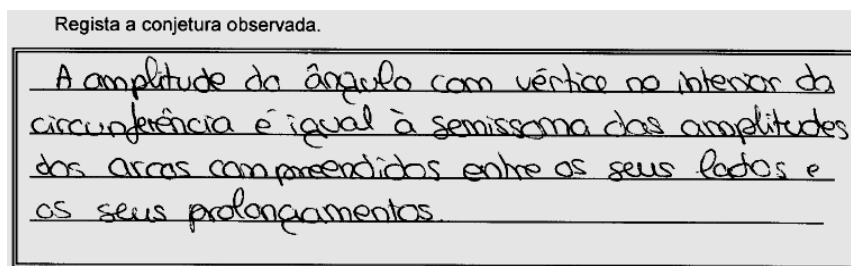 Regista a conjetura observada.
A amplitude do ângulo com vértice no interior da
circunferência é igual à semissoma das amplitudes
dos arcos compreendidos entre os seus lados e
os seus prolongamentos.